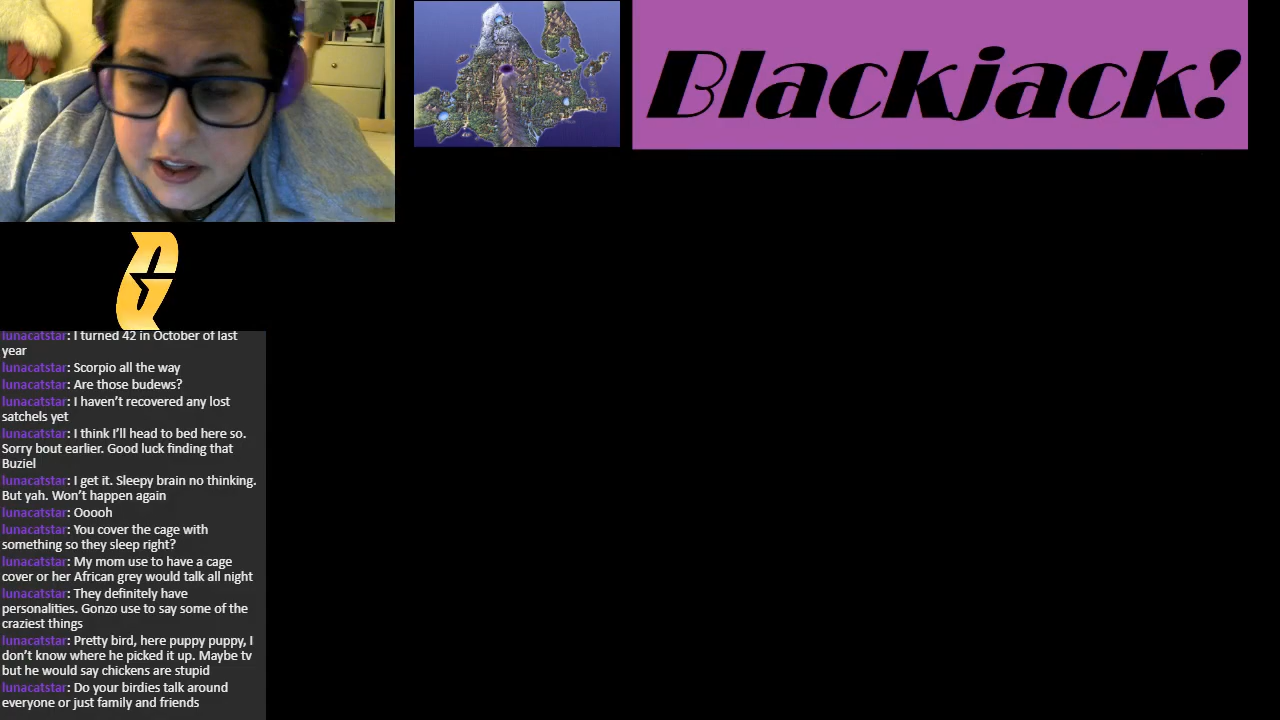 Blackjack!
lunacatstar: I turned 42 in October of last
year
lunacatstar: Scorpio all the way
lunacatstar: Are those budews?
lunacatstar: I haven't recovered any lost
satchels yet
lunacatstar: I think I'll head to bed here so.
Sorry bout earlier. Good luck finding that
Buziel
lunacatstar: I get it. Sleepy brain no thinking.
But yah. Won't happen again
lunacatstar: Ooooh
lunacatstar: You cover the cage with
something so they sleep right?
lunacatstar: My mom use to have a cage
cover or her African grey would talk all night
lunacatstar: They definitely have
personalities. Gonzo use to say some of the
craziest things
lunacatstar: Pretty bird, here puppy puppy, I
don't know where he picked it up. Maybe tv
but he would say chickens are stupid
lunacatstar: Do your birdies talk around
everyone or just family and friends